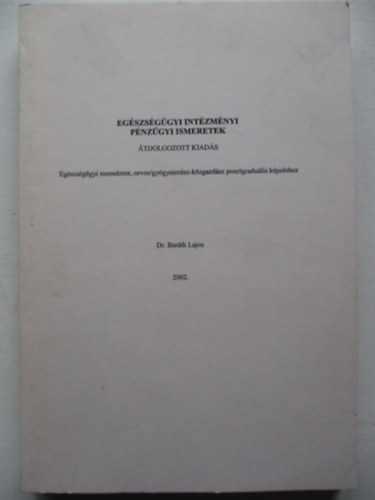 EGÉSZSÉGÜGYI INTÉZMÉNYI
PÉNZÜGYI ISMERETEK
ÁTDOLGOZOTT KIADÁS
Egészségügyi menedzser, orvos/gyógyszerész-közgazdász posztgraduális képzéshez
Dr. Baráth Lajos
2002.